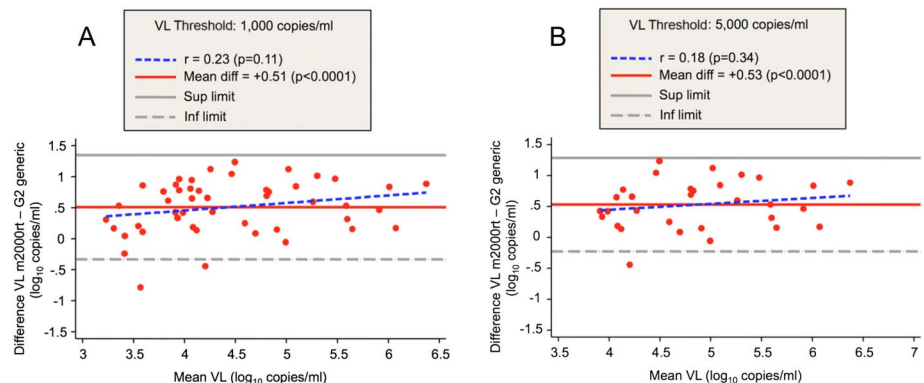 A
VL Threshold: 1,000 copies/ml
r = 0.23 (p=0.11)
Mean diff = +0.51 (p<0.0001)
Sup limit
Inf limit
Difference VL m2000rt – G2 generic
(log10 copies/ml)
1.5
1
.5
0
-.5
-1
-1.5
3
3.5
4
4.5
5
5.5
6
6.5
Mean VL (log10 copies/ml)
B
VL Threshold: 5,000 copies/ml
r = 0.18 (p=0.34)
Mean diff = +0.53 (p<0.0001)
Sup limit
Inf limit
Difference VL m2000rt – G2 generic
(log10 copies/ml)
1.5
1
.5
0
-.5
-1
-1.5
3.5
4
4.5
5
5.5
6
6.5
7
Mean VL (log10 copies/ml)